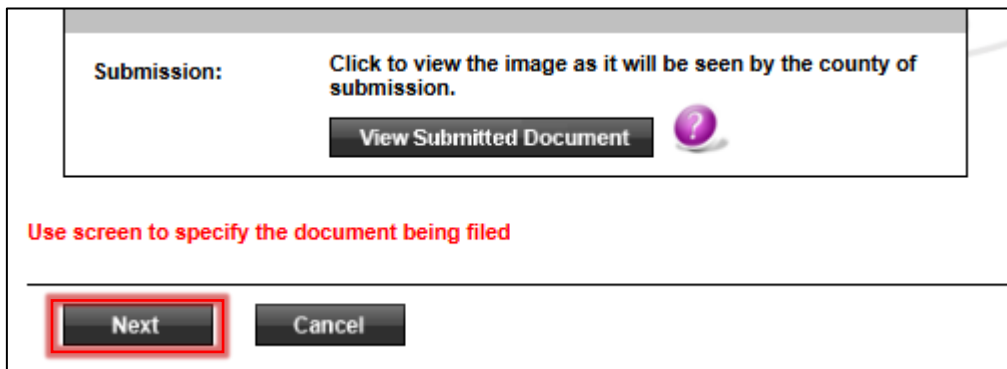 Submission:
Click to view the image as it will be seen by the county of
submission.
View Submitted Document
?
Use screen to specify the document being filed
Next
Cancel